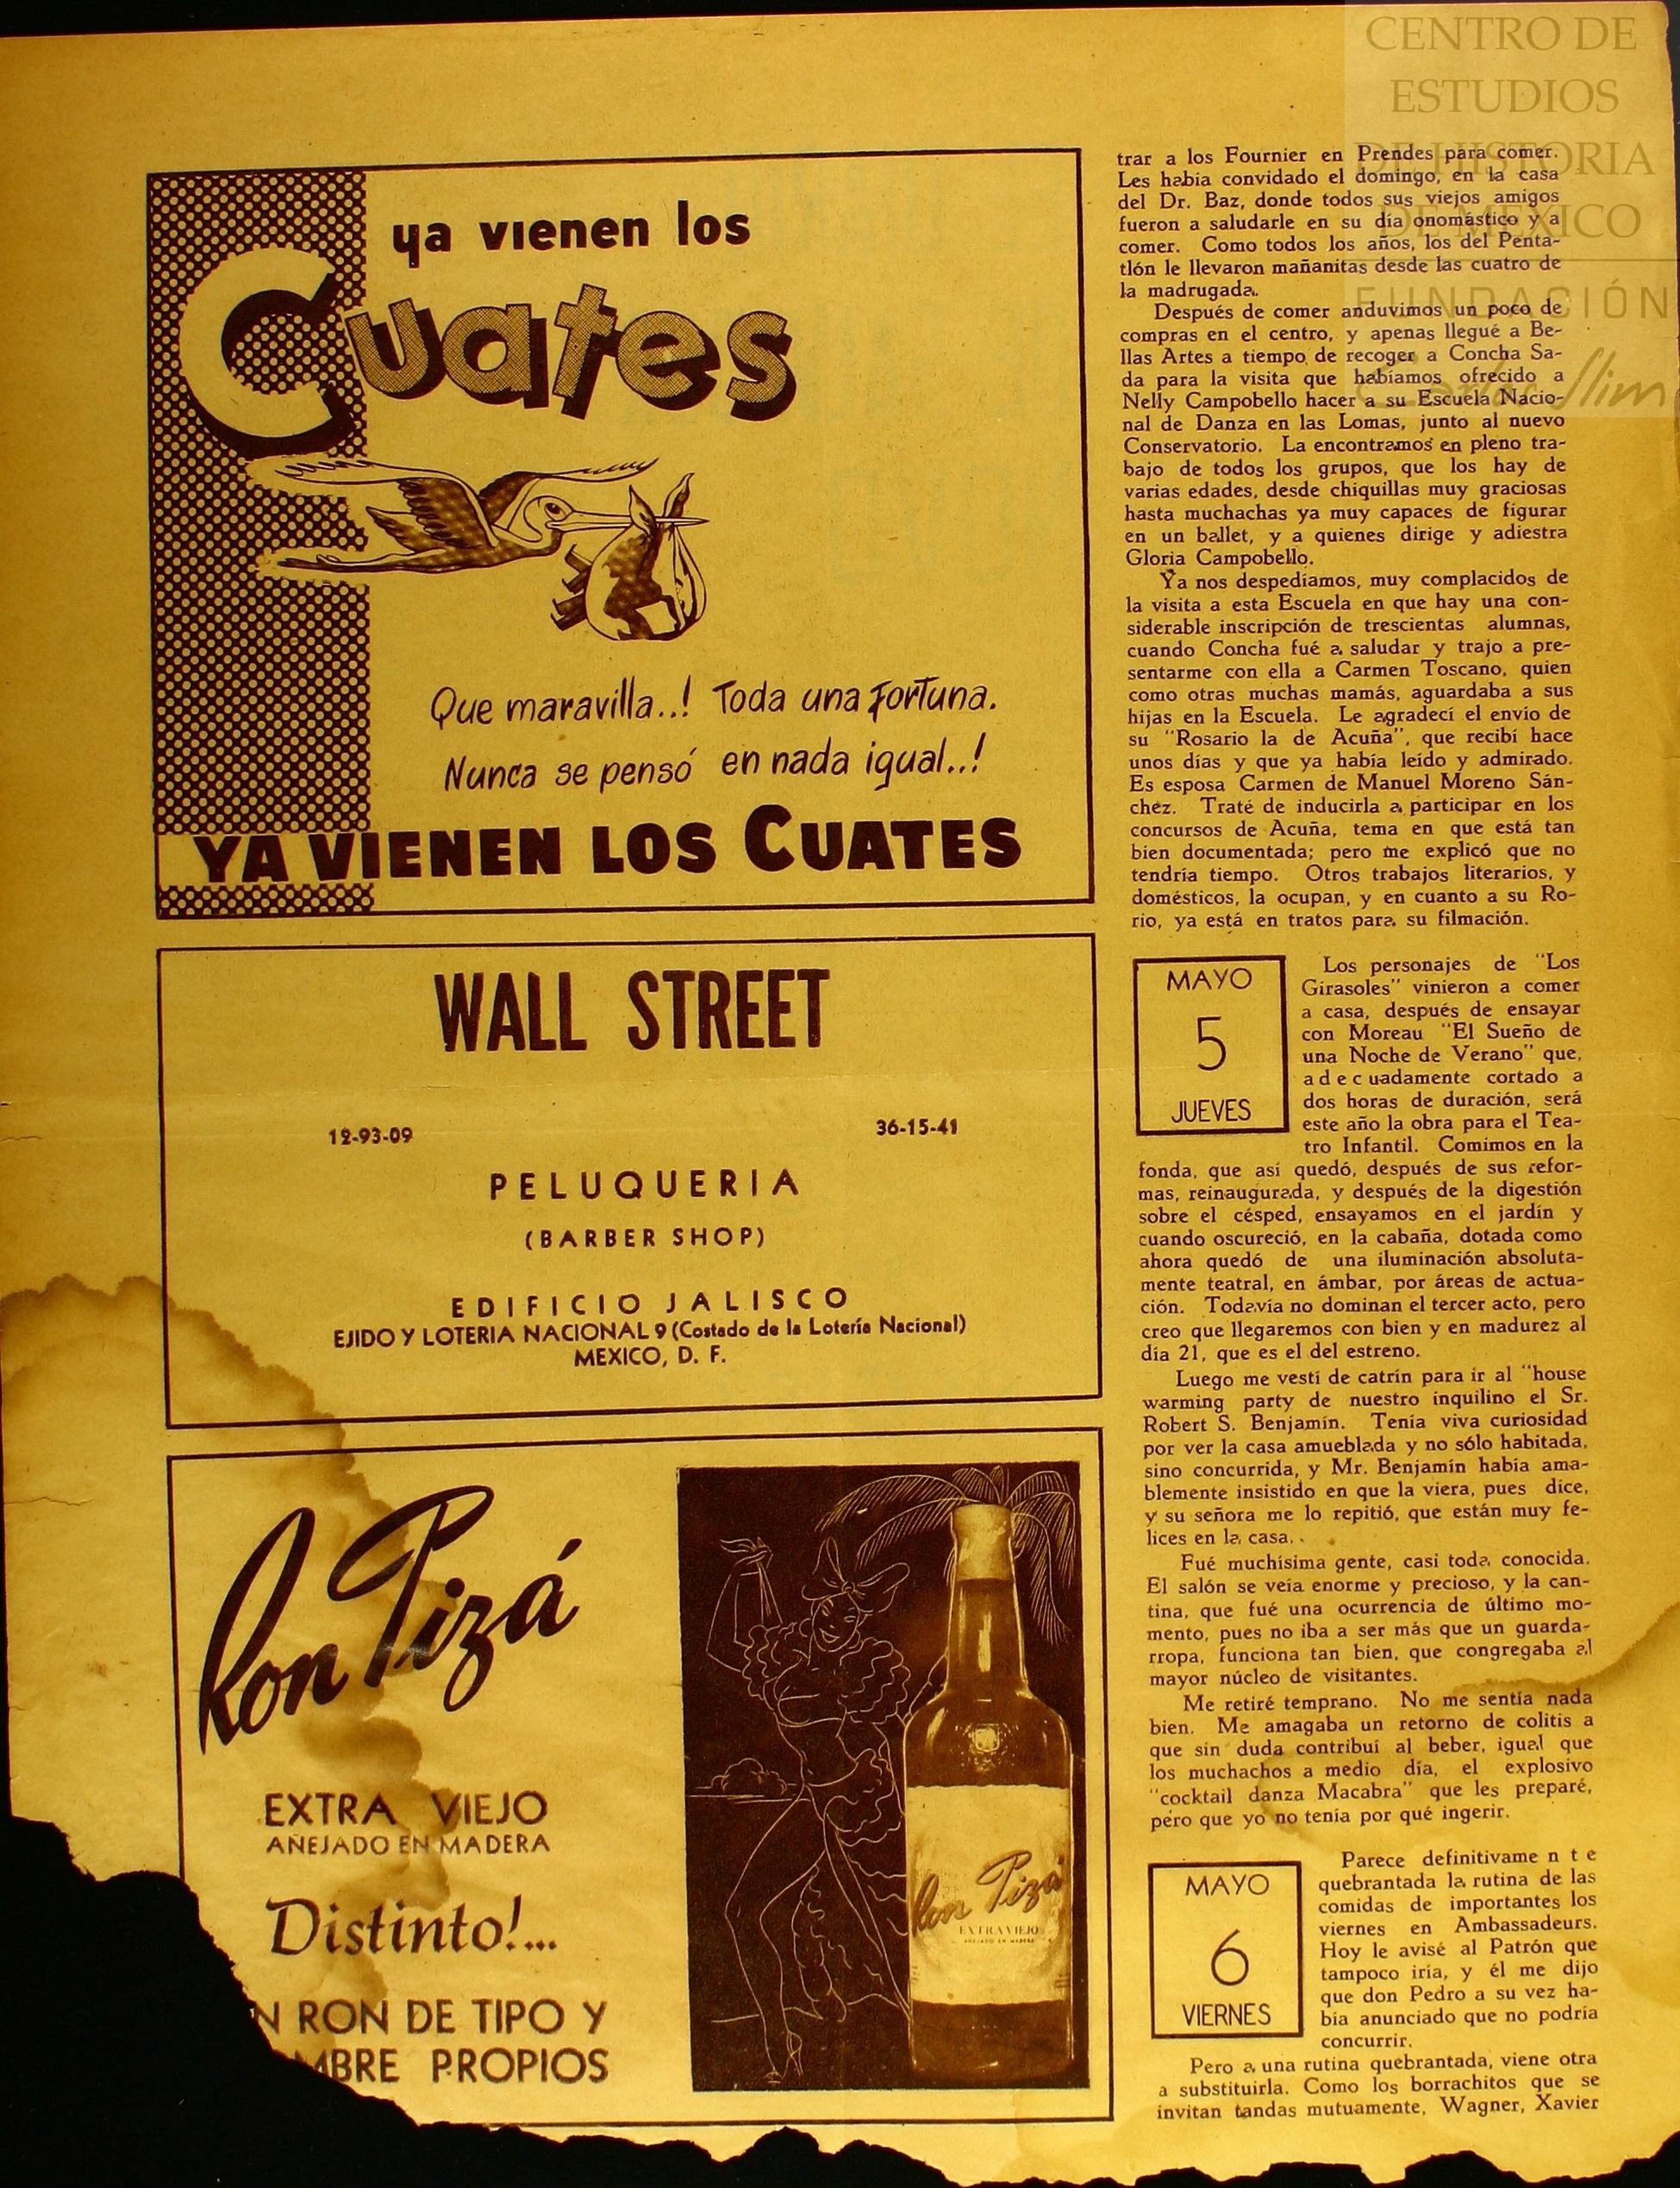 CENTRO DE
ESTUDIOS
DE HISTORIA
DE MÉXICO
FUNDACIÓN
Carlos Slim
ya vienen los
Cuates
Que maravilla..! Toda una fortuna.
Nunca se pensó en nada igual..!
YA VIENEN LOS CUATES
WALL STREET
12-93-09 36-15-41
PELUQUERIA
(BARBER SHOP)
EDIFICIO JALISCO
EJIDO Y LOTERIA NACIONAL 9 (Costado de la Lotería Nacional)
MEXICO, D. F.
Ron Pizá
EXTRA VIEJO
AÑEJADO EN MADERA
Distinto!...
N RON DE TIPO Y
MBRE PROPIOS
Ron Pizá
EXTRA VIEJO
AÑEJADO EN MADERA
trar a los Fournier en Prendes para comer.
Les había convidado el domingo, en la casa
del Dr. Baz, donde todos sus viejos amigos
fueron a saludarle en su día onomástico y a
comer. Como todos los años, los del Penta-
tlón le llevaron mañanitas desde las cuatro de
la madrugada.
Después de comer anduvimos un poco de
compras en el centro, y apenas llegué a Be-
llas Artes a tiempo de recoger a Concha Sa-
da para la visita que habíamos ofrecido a
Nelly Campobello hacer a su Escuela Nacio-
nal de Danza en las Lomas, junto al nuevo
Conservatorio. La encontramos en pleno tra-
bajo de todos los grupos, que los hay de
varias edades, desde chiquillas muy graciosas
hasta muchachas ya muy capaces de figurar
en un ballet, y a quienes dirige y adiestra
Gloria Campobello.
Ya nos despedíamos, muy complacidos de
la visita a esta Escuela en que hay una con-
siderable inscripción de trescientas alumnas,
cuando Concha fué a saludar y trajo a pre-
sentarme con ella a Carmen Toscano, quien
como otras muchas mamás, aguardaba a sus
hijas en la Escuela. Le agradecí el envío de
su "Rosario la de Acuña", que recibí hace
unos días y que ya había leído y admirado.
Es esposa Carmen de Manuel Moreno Sán-
chez. Traté de inducirla a participar en los
concursos de Acuña, tema en que está tan
bien documentada; pero me explicó que no
tendría tiempo. Otros trabajos literarios, y
domésticos, la ocupan, y en cuanto a su Ro-
rio, ya está en tratos para su filmación.
MAYO
5
JUEVES
Los personajes de "Los
Girasoles" vinieron a comer
a casa, después de ensayar
con Moreau "El Sueño de
una Noche de Verano" que,
adecuadamente cortado a
dos horas de duración, será
este año la obra para el Tea-
tro Infantil. Comimos en la
fonda, que así quedó, después de sus refor-
mas, reinaugurada, y después de la digestión
sobre el césped, ensayamos en el jardín y
cuando oscureció, en la cabaña, dotada como
ahora quedó de una iluminación absoluta-
mente teatral, en ámbar, por áreas de actua-
ción. Todavía no dominan el tercer acto, pero
creo que llegaremos con bien y en madurez al
día 21, que es el del estreno.
Luego me vestí de catrín para ir al "house
warming party de nuestro inquilino el Sr.
Robert S. Benjamín. Tenía viva curiosidad
por ver la casa amueblada y no sólo habitada,
sino concurrida, y Mr. Benjamín había ama-
blemente insistido en que la viera, pues dice,
y su señora me lo repitió, que están muy fe-
lices en la casa.
Fué muchísima gente, casi toda conocida.
El salón se veía enorme y precioso, y la can-
tina, que fué una ocurrencia de último mo-
mento, pues no iba a ser más que un guarda-
rropa, funciona tan bien, que congregaba al
mayor núcleo de visitantes.
Me retiré temprano. No me sentía nada
bien. Me amagaba un retorno de colitis a
que sin duda contribuí al beber, igual que
los muchachos a medio día, el explosivo
"cocktail danza Macabra" que les preparé,
pero que yo no tenía por qué ingerir.
MAYO
6
VIERNES
Parece definitivamente
quebrantada la rutina de las
comidas de importantes los
viernes en Ambassadeurs.
Hoy le avisé al Patrón que
tampoco iría, y él me dijo
que don Pedro a su vez ha-
bía anunciado que no podría
concurrir.
Pero a una rutina quebrantada, viene otra
a substituirla. Como los borrachitos que se
invitan tandas mutuamente, Wagner, Xavier